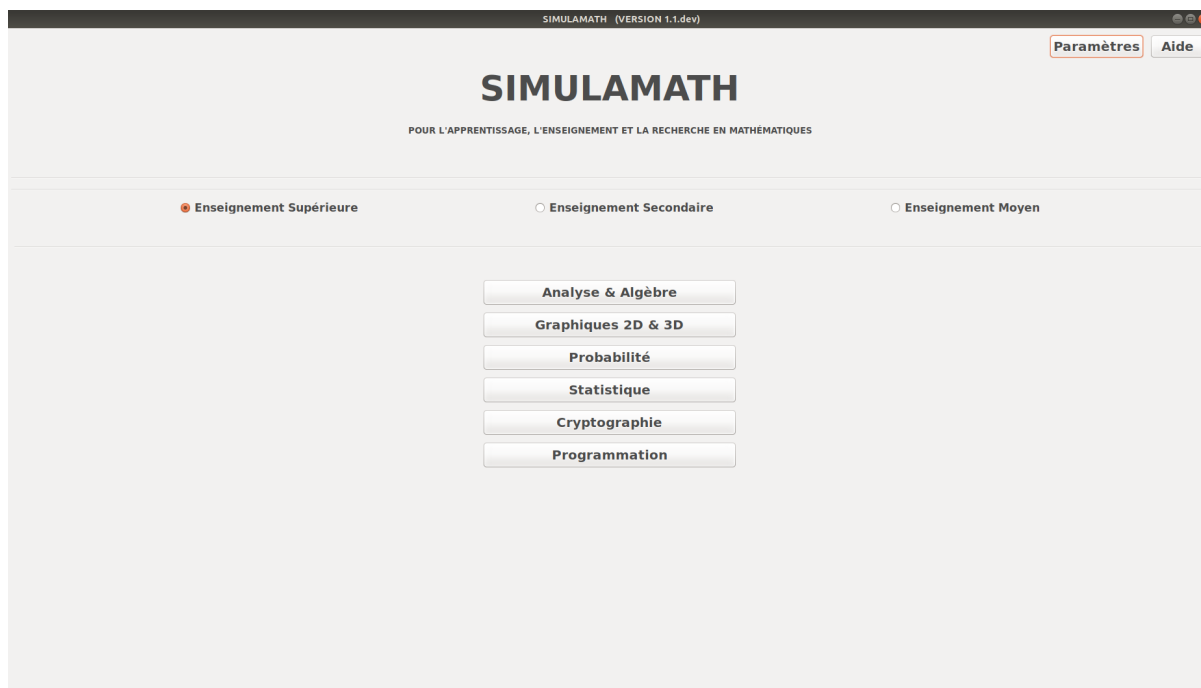 SIMULAMATH (VERSION 1.1.dev)
Paramètres Aide
SIMULAMATH
POUR L'APPRENTISSAGE, L'ENSEIGNEMENT ET LA RECHERCHE EN MATHÉMATIQUES
Enseignement Supérieure Enseignement Secondaire Enseignement Moyen
Analyse & Algèbre
Graphiques 2D & 3D
Probabilité
Statistique
Cryptographie
Programmation